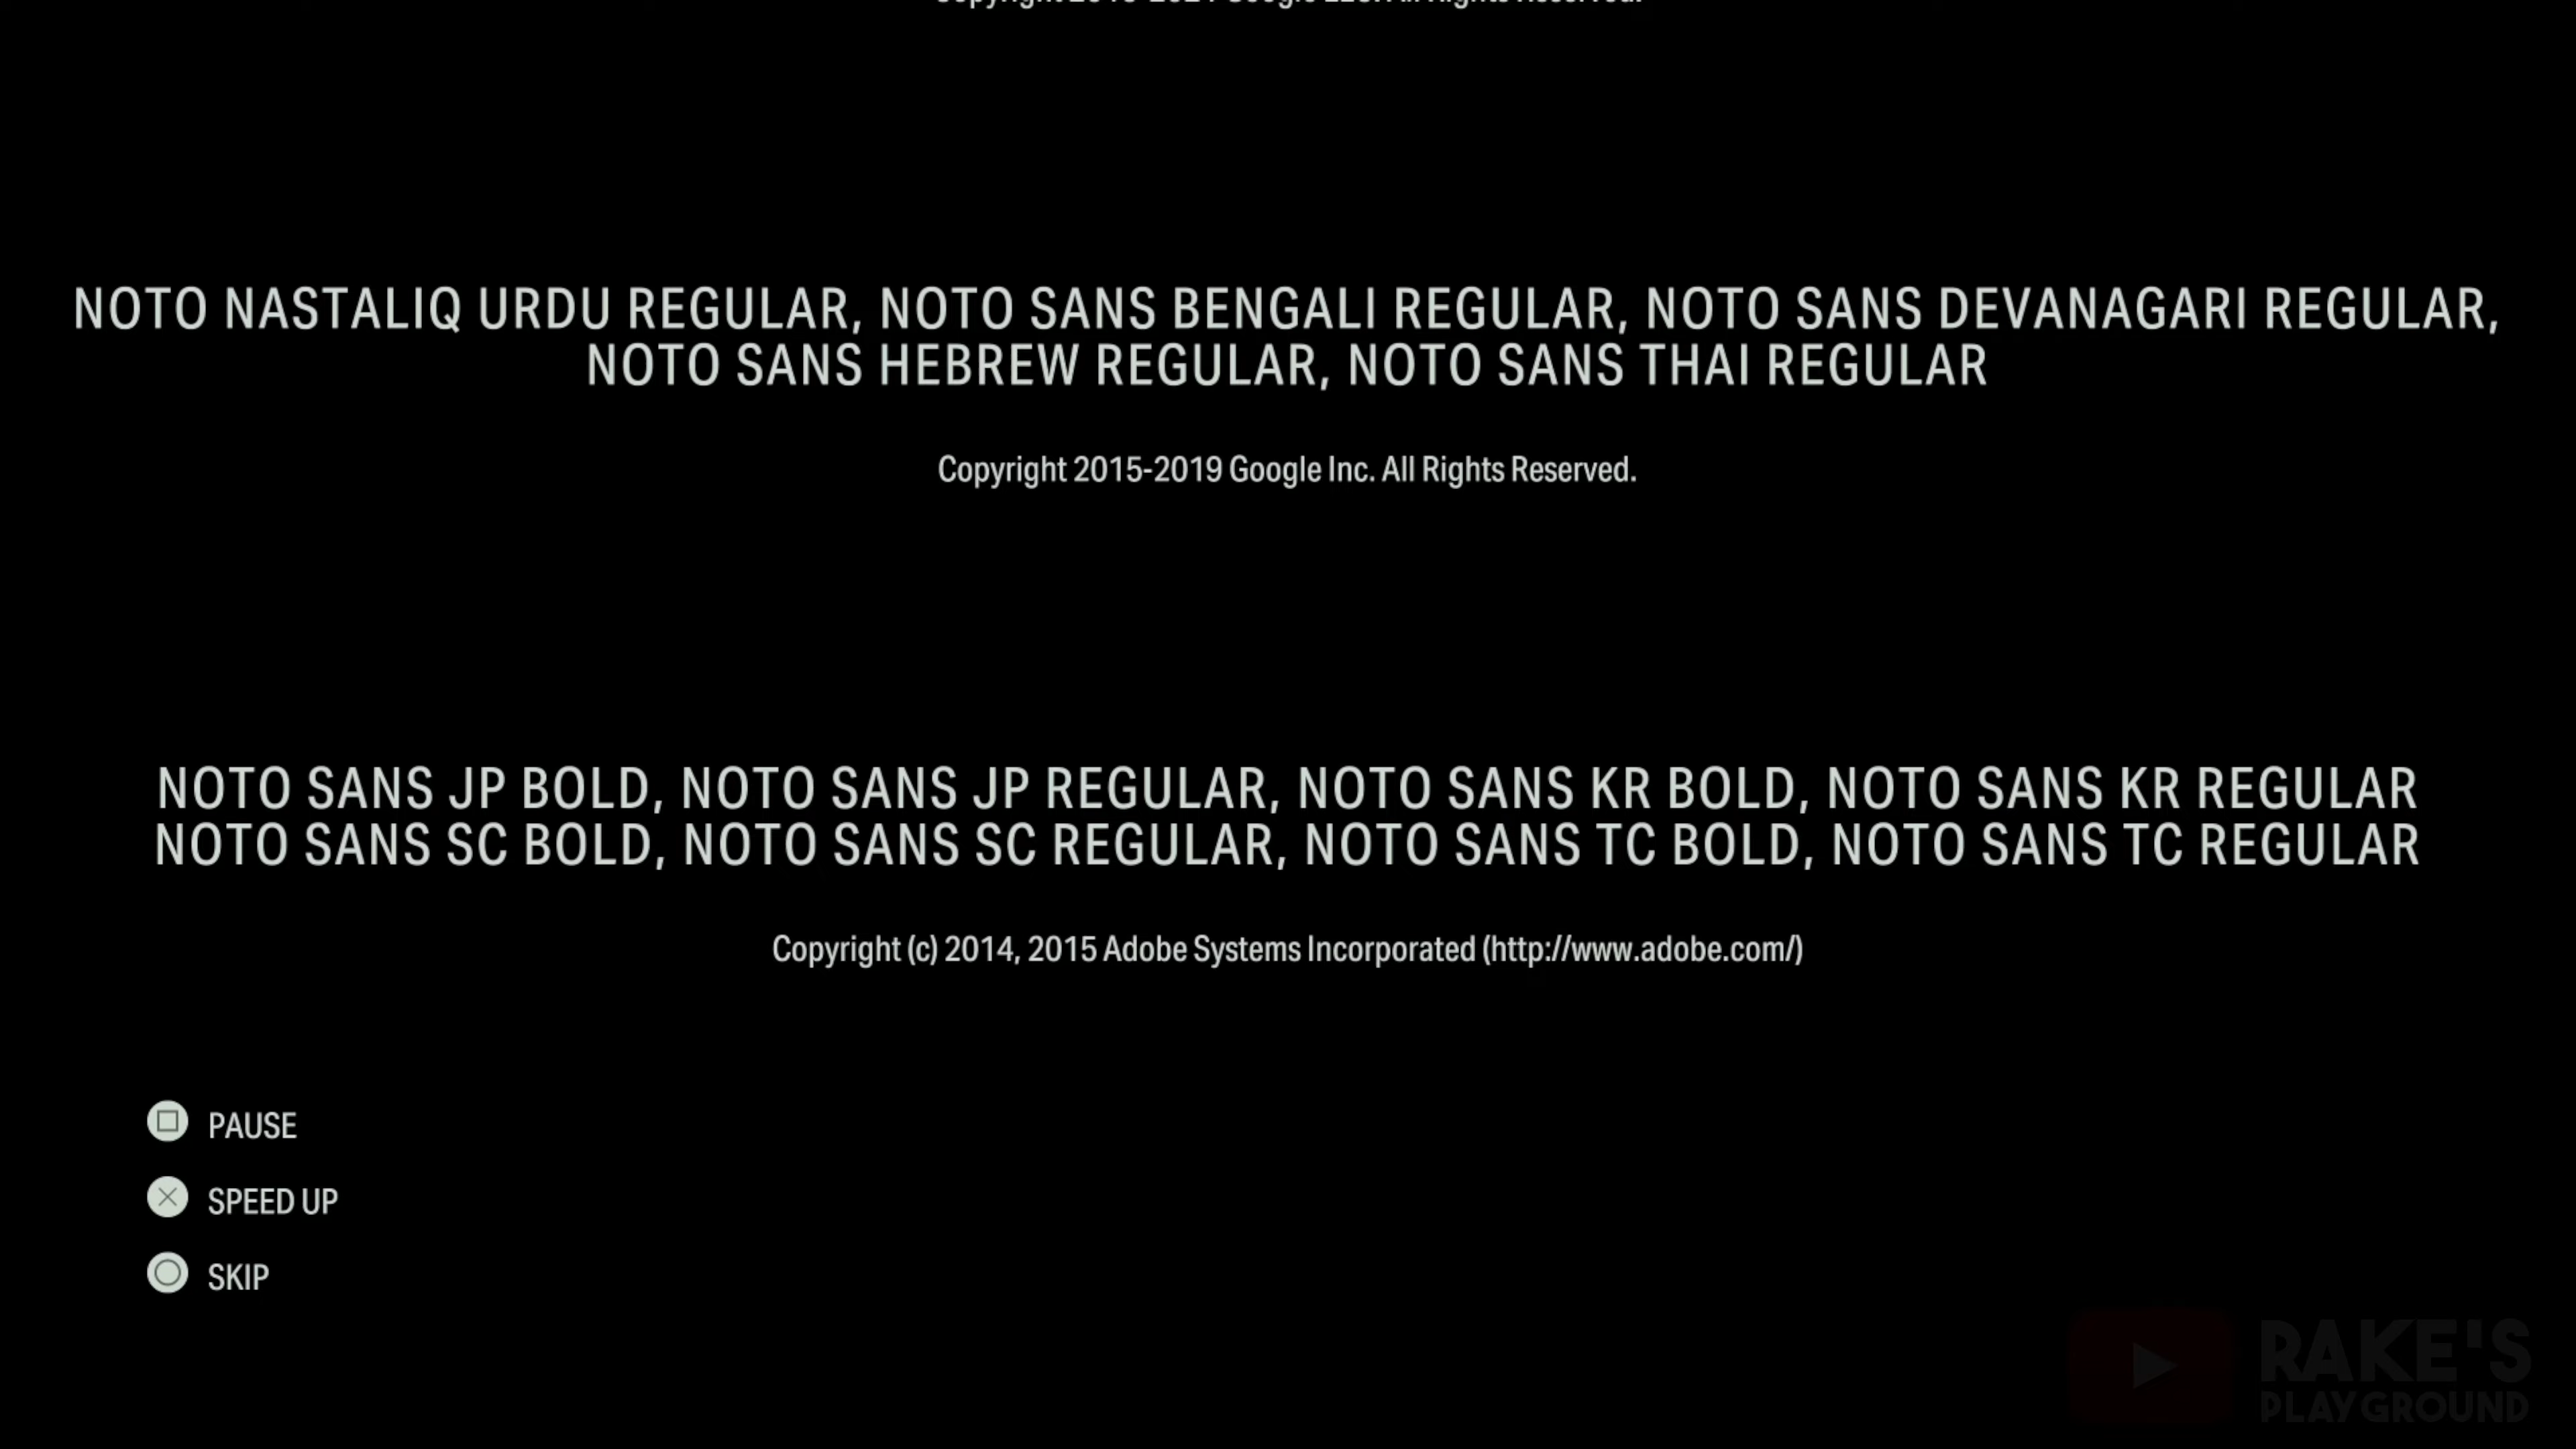 NOTO NASTALIQ URDU REGULAR, NOTO SANS BENGALI REGULAR, NOTO SANS DEVANAGARI REGULAR,
NOTO SANS HEBREW REGULAR, NOTO SANS THAI REGULAR
Copyright 2015-2019 Google Inc. All Rights Reserved.
NOTO SANS JP BOLD, NOTO SANS JP REGULAR, NOTO SANS KR BOLD, NOTO SANS KR REGULAR
NOTO SANS SC BOLD, NOTO SANS SC REGULAR, NOTO SANS TC BOLD, NOTO SANS TC REGULAR
Copyright (c) 2014, 2015 Adobe Systems Incorporated (http://www.adobe.com/)
PAUSE
SPEED UP
SKIP
RAKE'S
PLAYGROUND